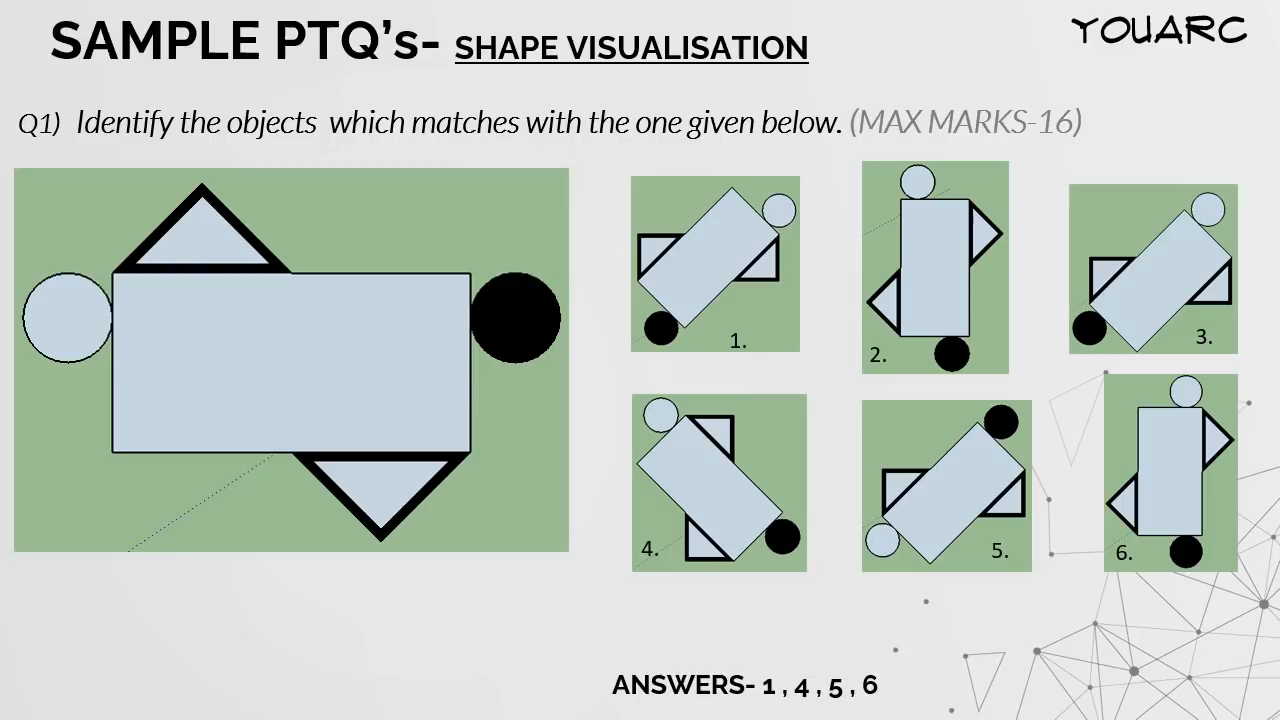 SAMPLE PTQ’s- SHAPE VISUALISATION
YOUARC
Q1) Identify the objects which matches with the one given below. (MAX MARKS-16)
1.
2.
3.
4.
5.
6.
ANSWERS- 1 , 4 , 5 , 6